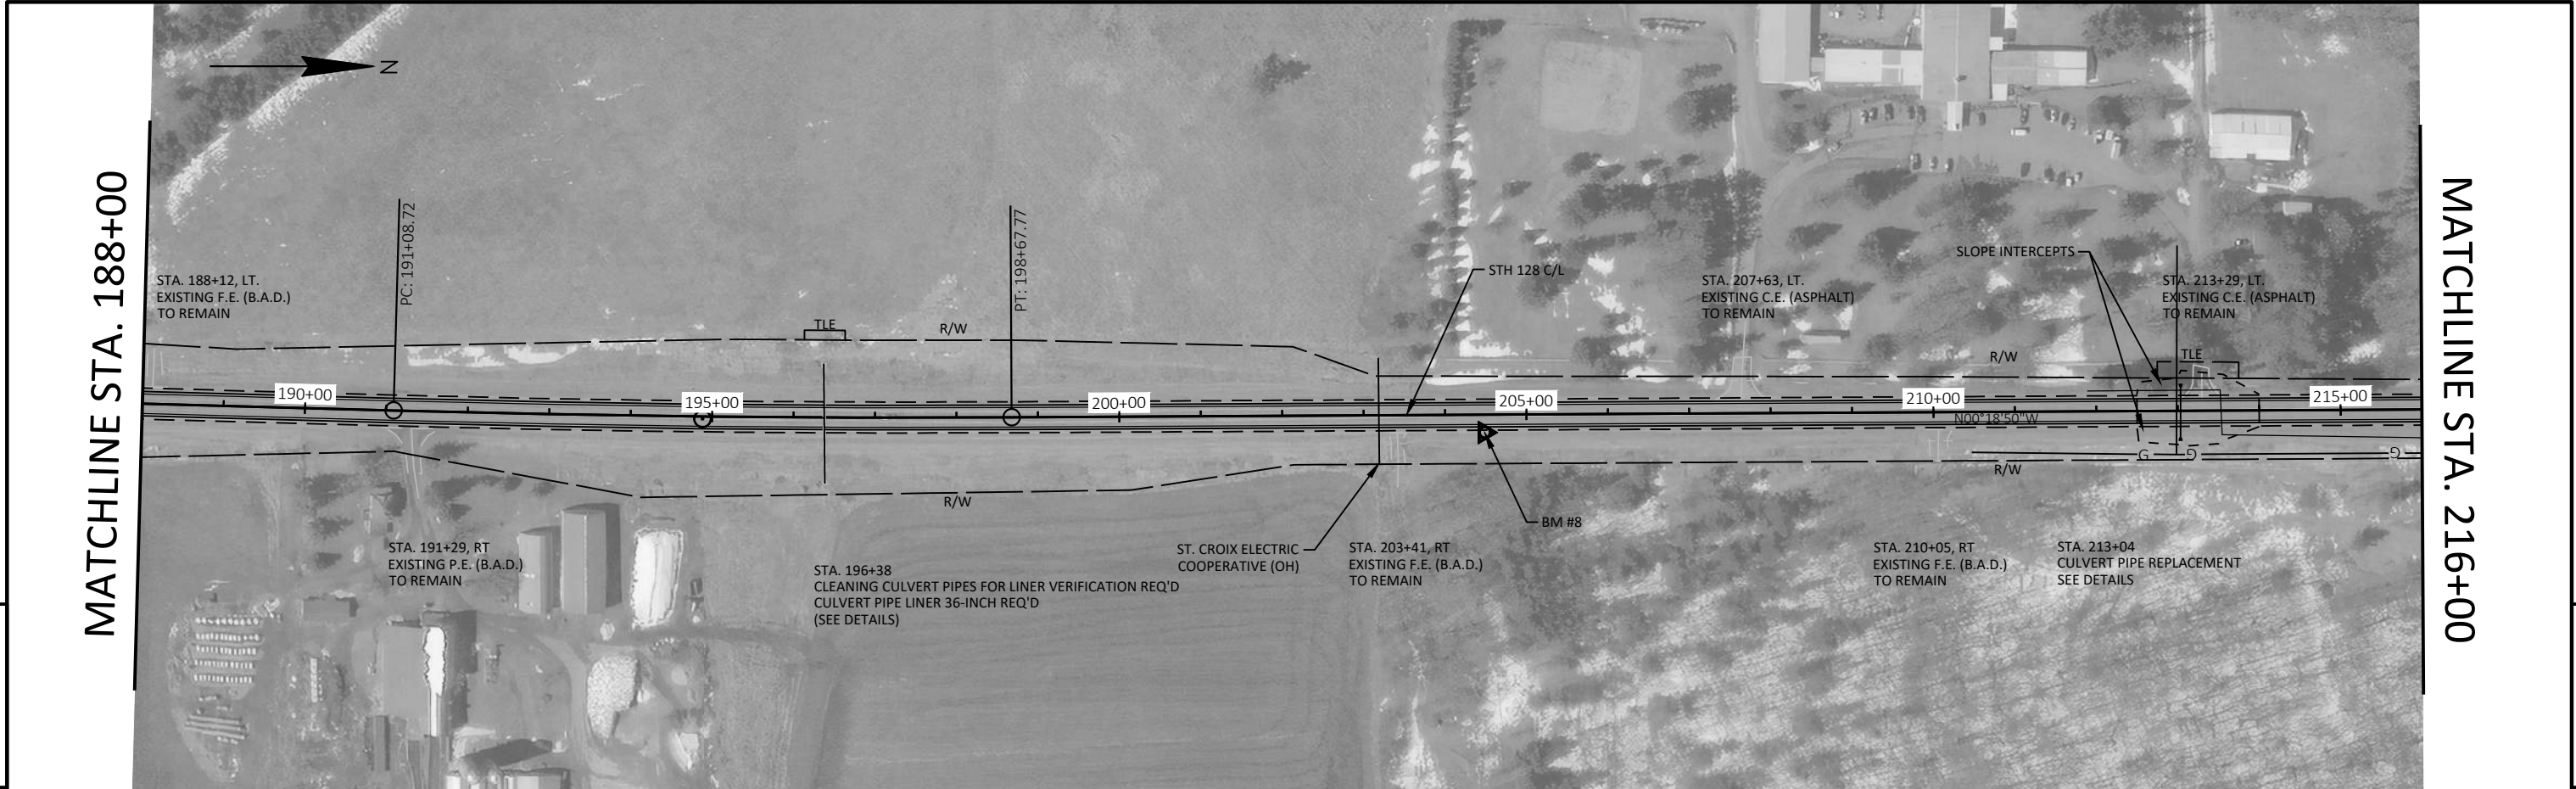 MATCHLINE STA. 188+00
N
STA. 188+12, LT.
EXISTING F.E. (B.A.D.)
TO REMAIN
PC: 191+08.72
PT: 198+67.77
TLE
R/W
STH 128 C/L
STA. 207+63, LT.
EXISTING C.E. (ASPHALT)
TO REMAIN
SLOPE INTERCEPTS
STA. 213+29, LT.
EXISTING C.E. (ASPHALT)
TO REMAIN
R/W
TLE
190+00
195+00
200+00
205+00
210+00
215+00
N00°18'50"W
G
G
G
R/W
R/W
BM #8
STA. 191+29, RT
EXISTING P.E. (B.A.D.)
TO REMAIN
STA. 196+38
CLEANING CULVERT PIPES FOR LINER VERIFICATION REQ'D
CULVERT PIPE LINER 36-INCH REQ'D
(SEE DETAILS)
ST. CROIX ELECTRIC
COOPERATIVE (OH)
STA. 203+41, RT
EXISTING F.E. (B.A.D.)
TO REMAIN
STA. 210+05, RT
EXISTING F.E. (B.A.D.)
TO REMAIN
STA. 213+04
CULVERT PIPE REPLACEMENT
SEE DETAILS
MATCHLINE STA. 216+00